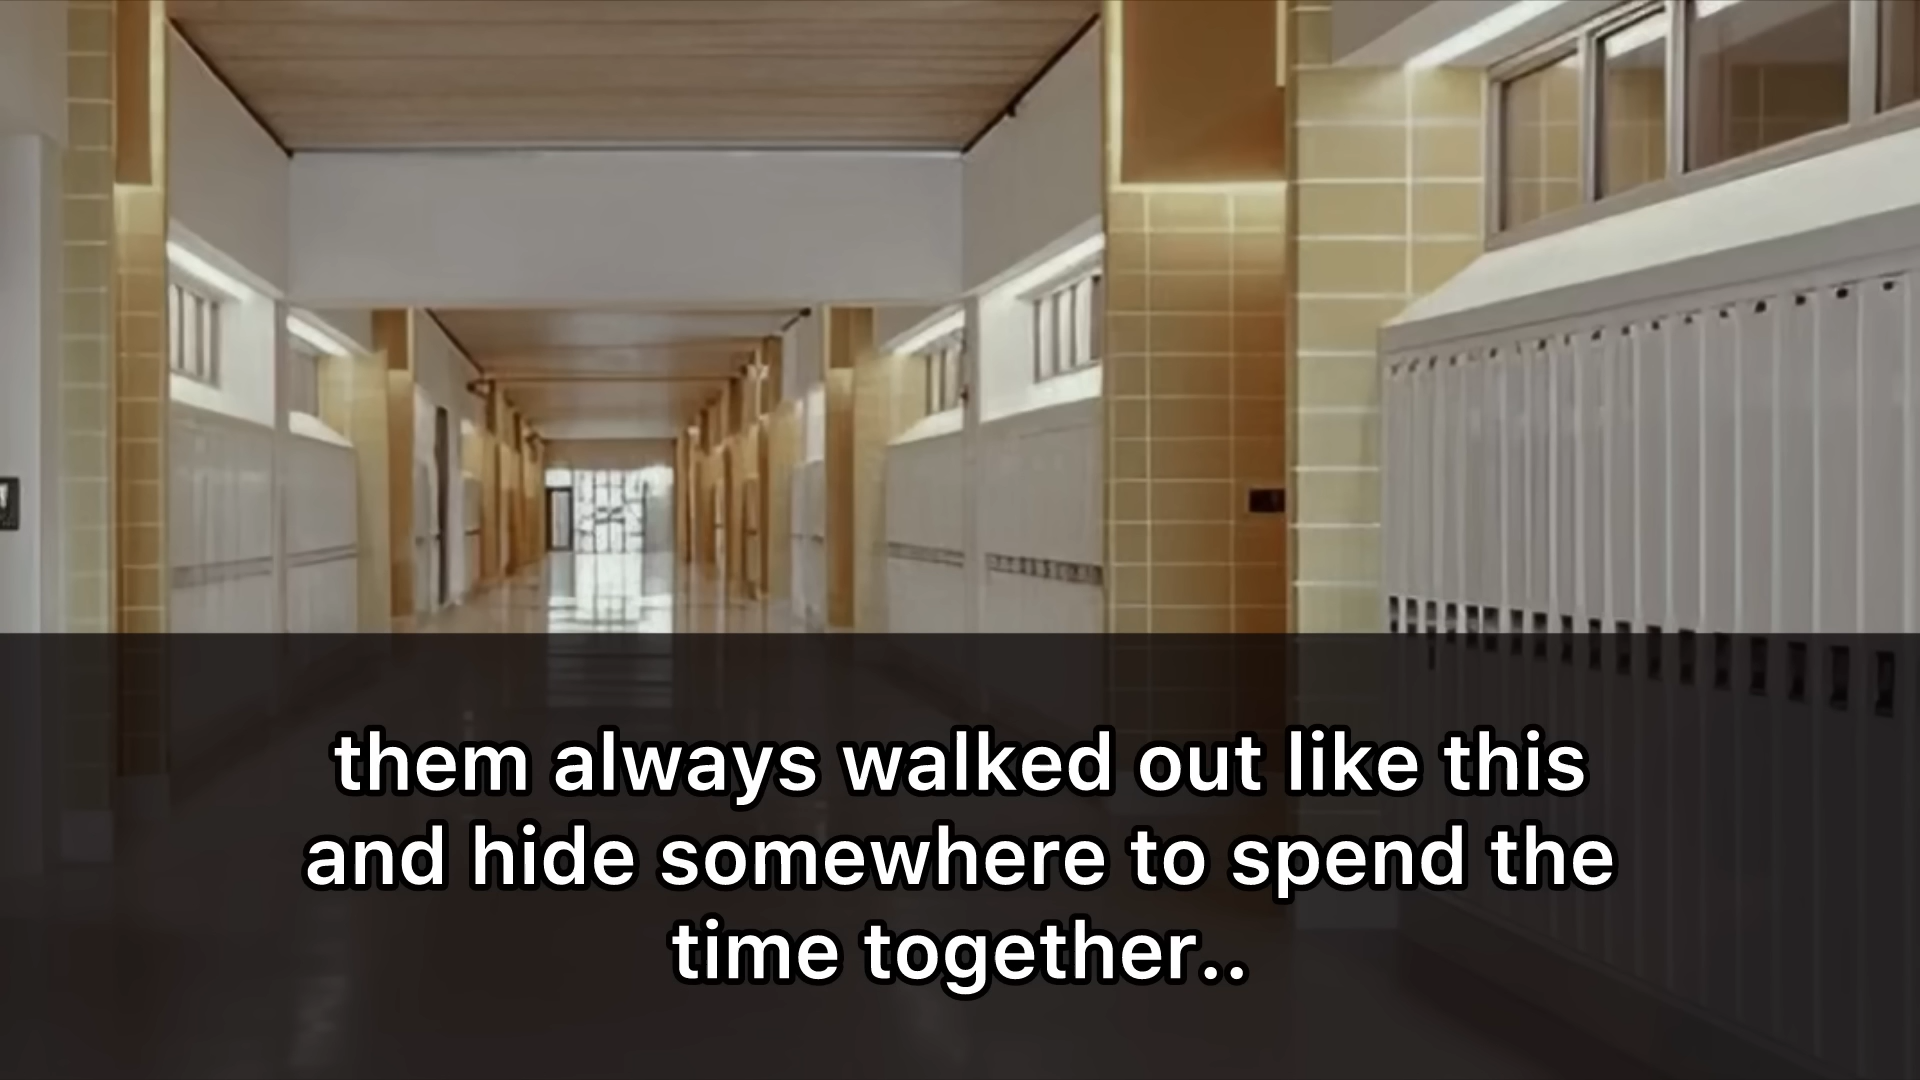 them always walked out like this
and hide somewhere to spend the
time together..